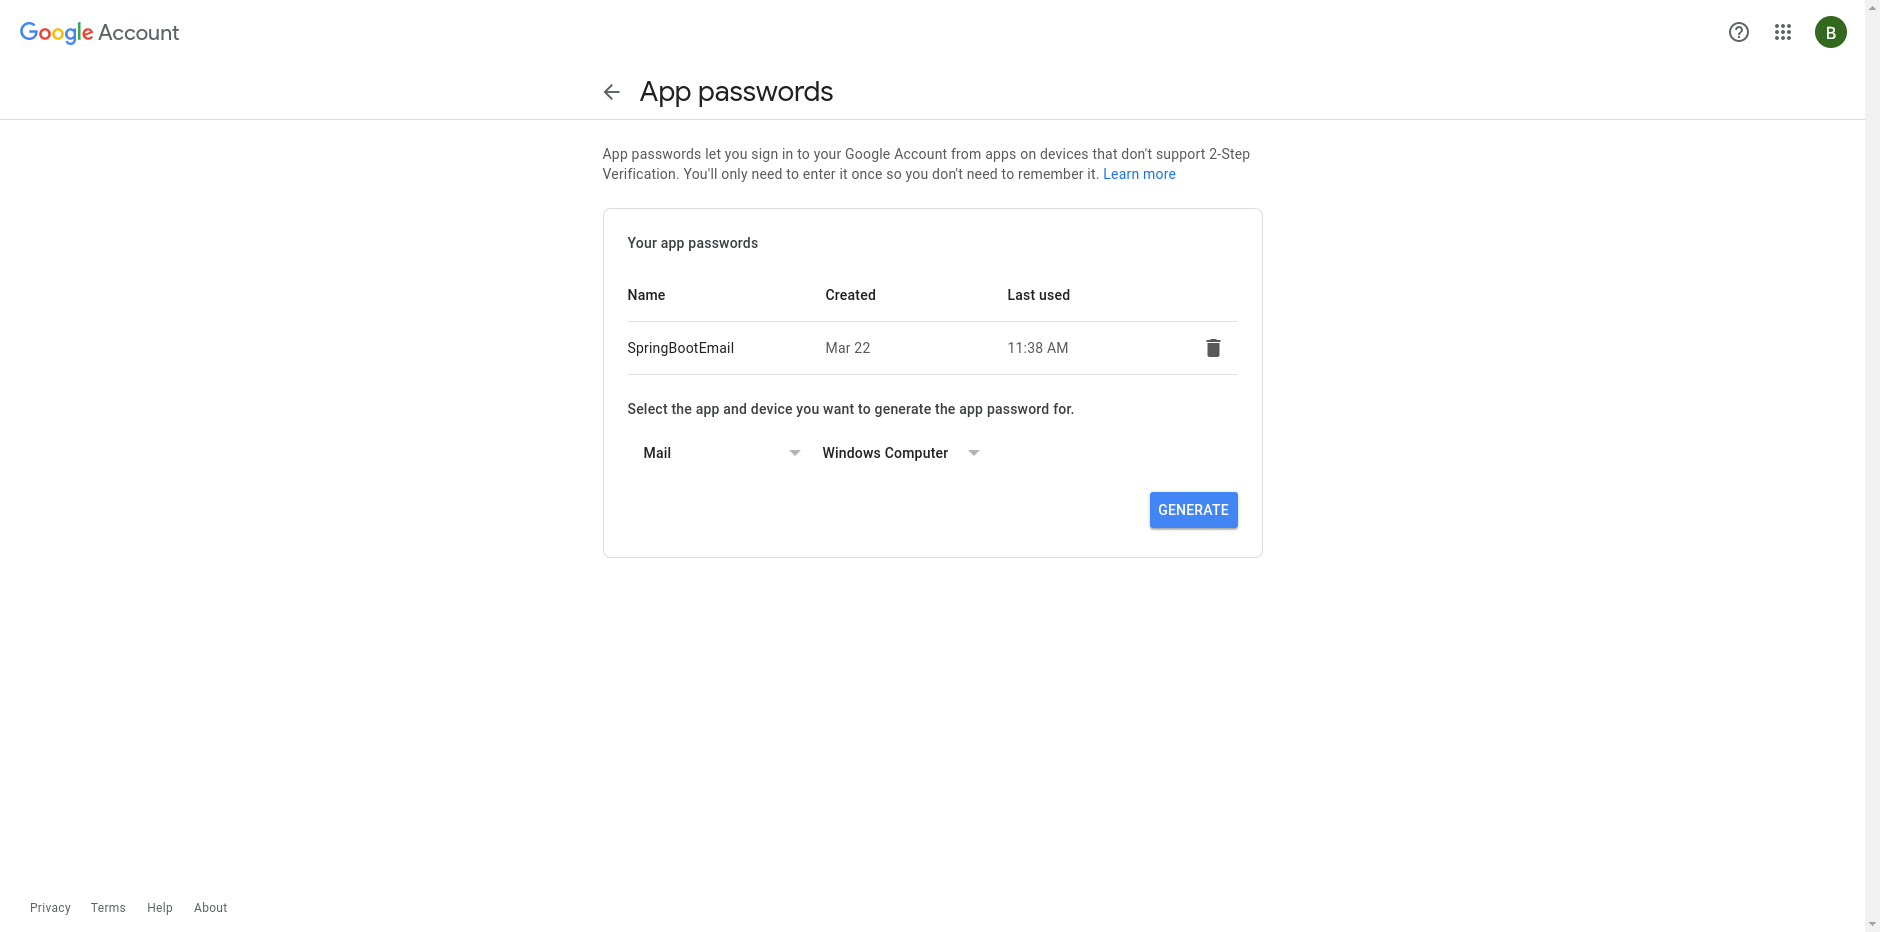 Google Account
B
App passwords
App passwords let you sign in to your Google Account from apps on devices that don't support 2-Step
Verification. You'll only need to enter it once so you don't need to remember it. Learn more
Your app passwords
Name Created Last used
SpringBootEmail Mar 22 11:38 AM
Select the app and device you want to generate the app password for.
Mail Windows Computer
GENERATE
Privacy Terms Help About